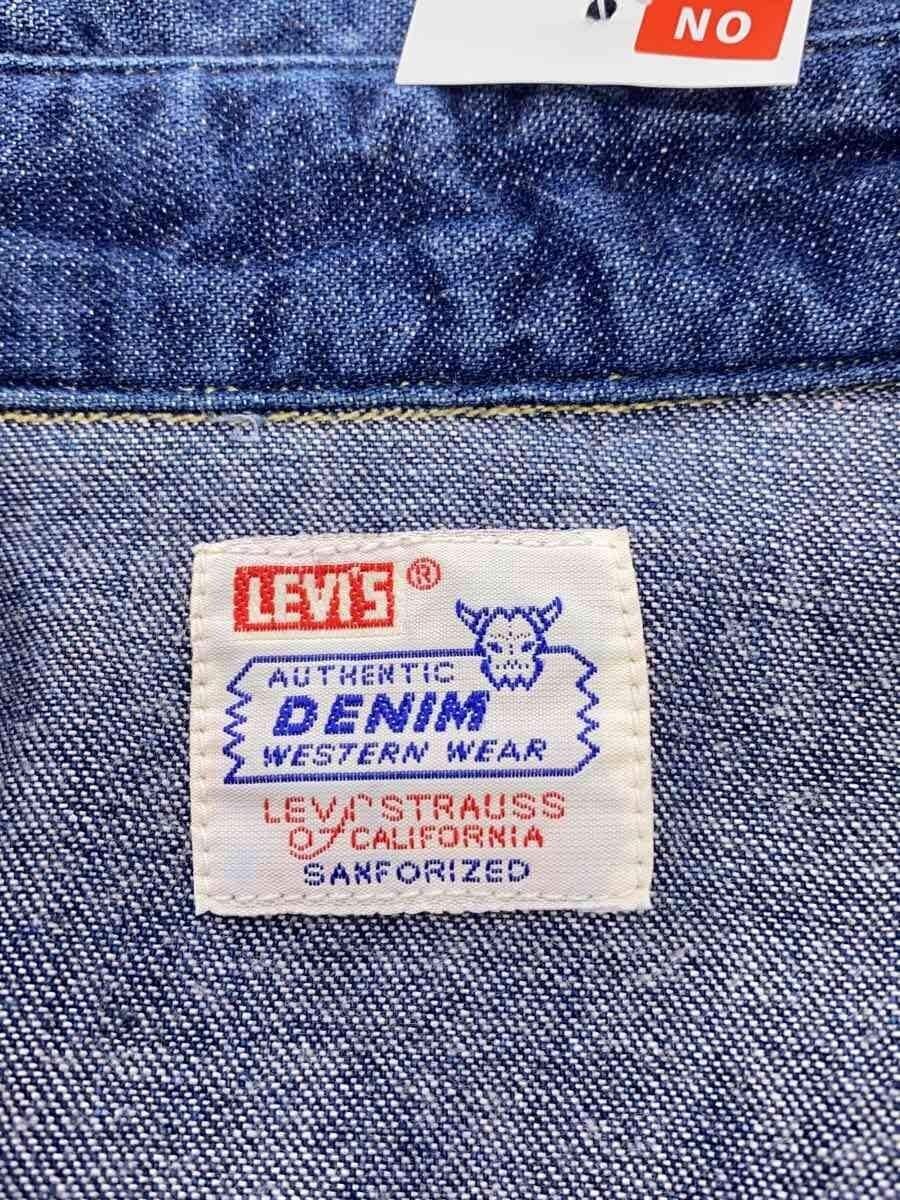 NO
LEVI'S ®
AUTHENTIC
DENIM
WESTERN WEAR
LEVI STRAUSS
of CALIFORNIA
SANFORIZED